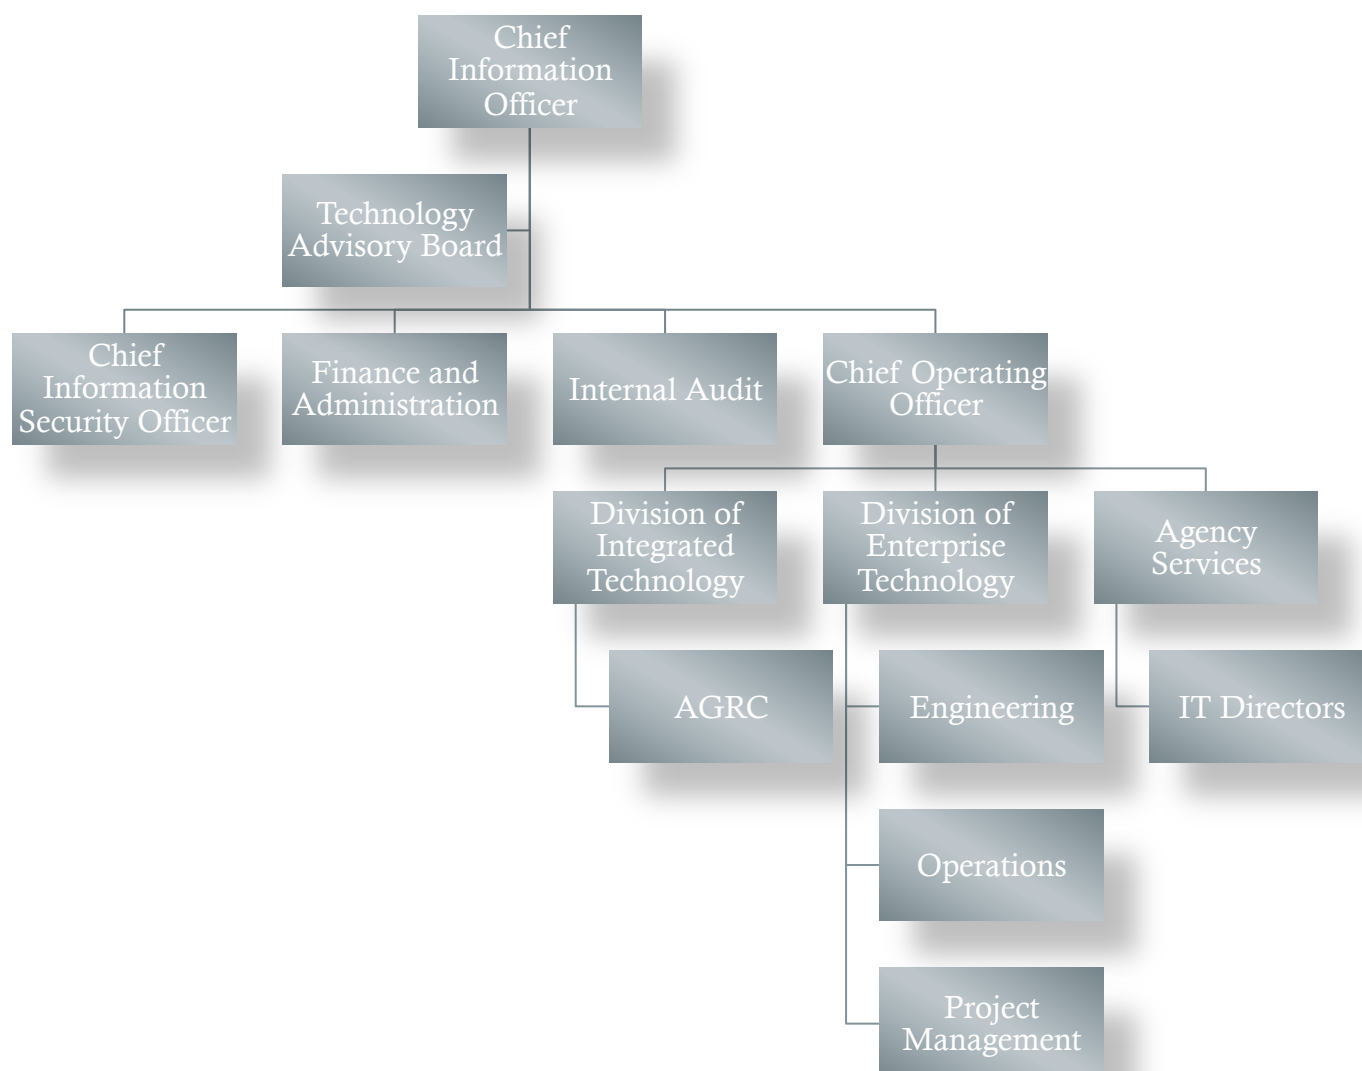 Chief
Information
Officer
Technology
Advisory Board
Chief
Information
Security Officer
Finance and
Administration
Internal Audit
Chief Operating
Officer
Division of
Integrated
Technology
Division of
Enterprise
Technology
Agency
Services
AGRC
Engineering
IT Directors
Operations
Project
Management